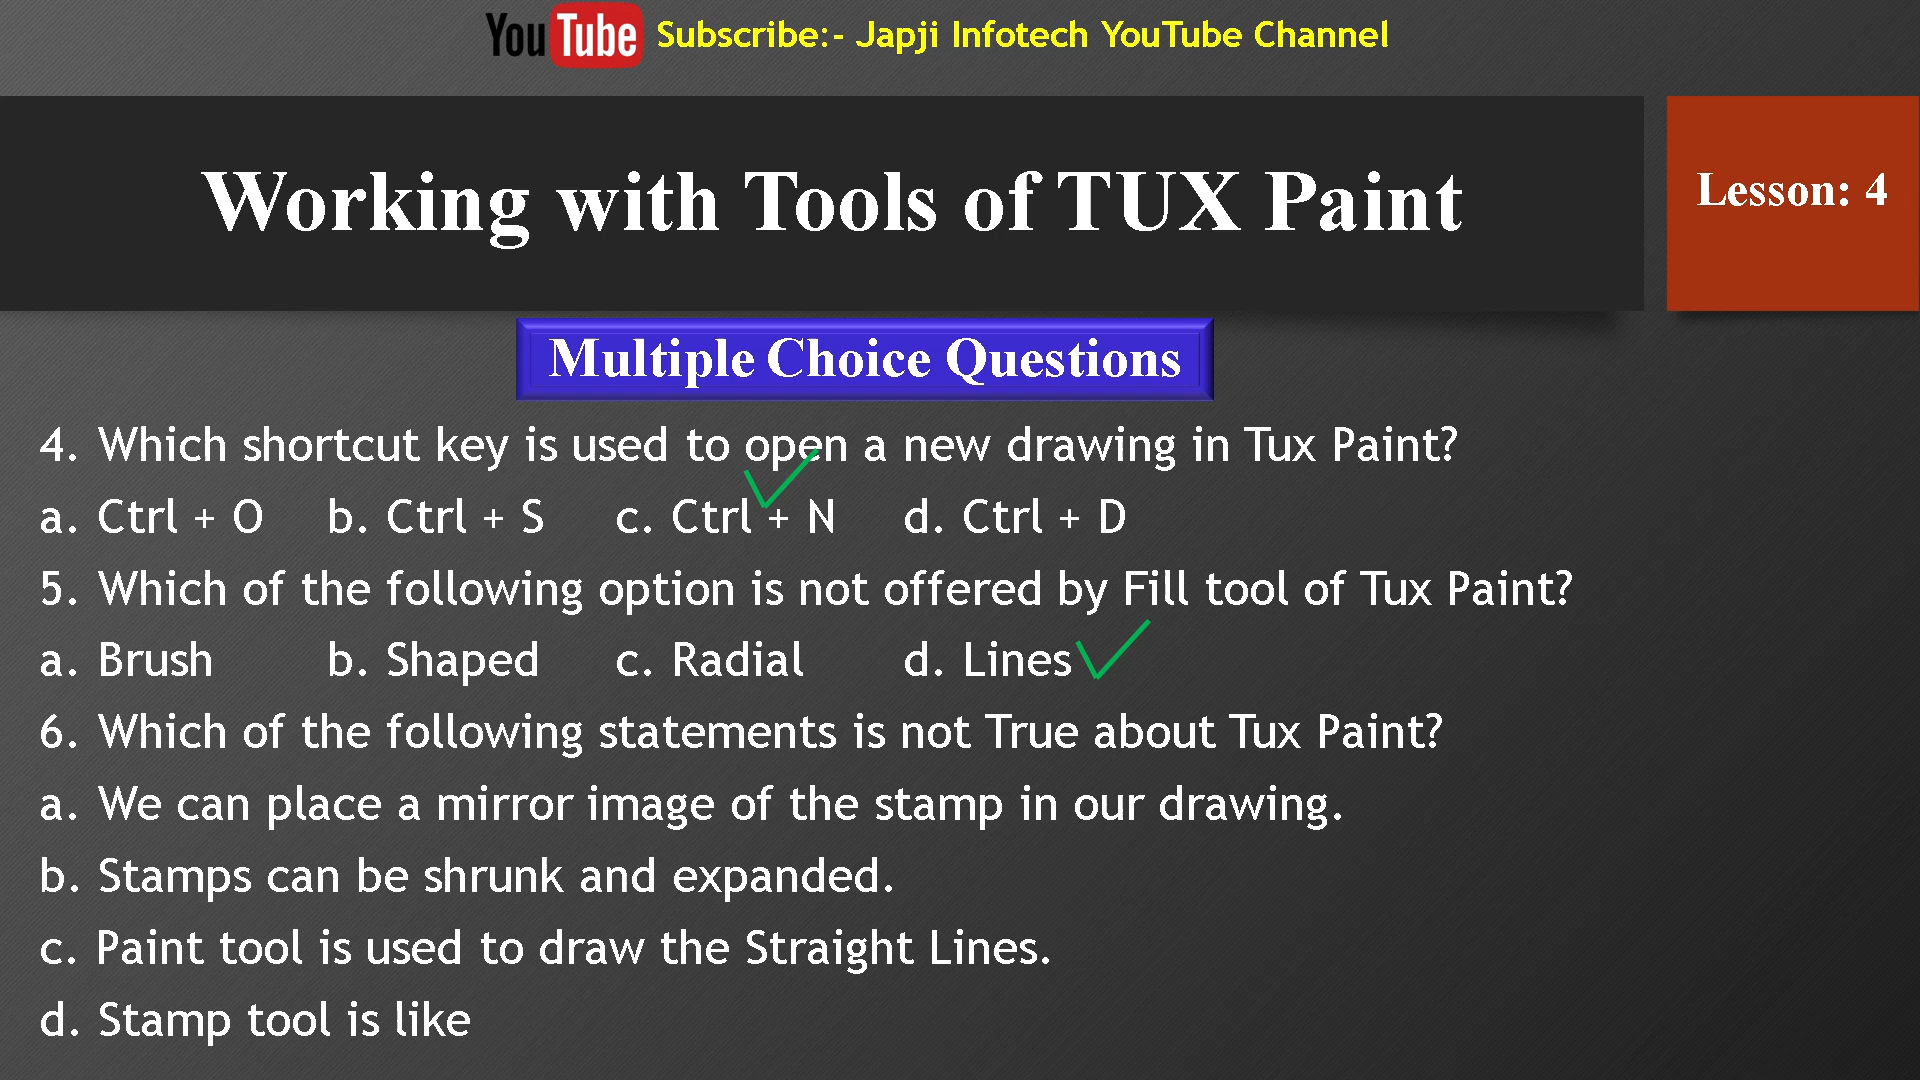 YouTube Subscribe:- Japji Infotech YouTube Channel
Working with Tools of TUX Paint
Lesson: 4
Multiple Choice Questions
4. Which shortcut key is used to open a new drawing in Tux Paint?
a. Ctrl + O b. Ctrl + S c. Ctrl + N d. Ctrl + D
5. Which of the following option is not offered by Fill tool of Tux Paint?
a. Brush b. Shaped c. Radial d. Lines
6. Which of the following statements is not True about Tux Paint?
a. We can place a mirror image of the stamp in our drawing.
b. Stamps can be shrunk and expanded.
c. Paint tool is used to draw the Straight Lines.
d. Stamp tool is like